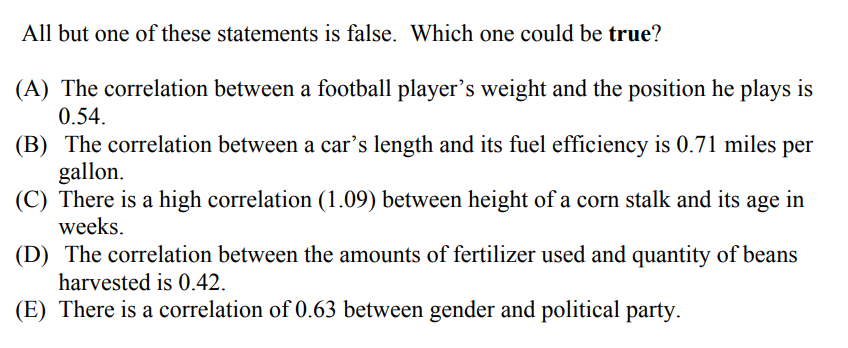 All but one of these statements is false. Which one could be true?
(A) The correlation between a football player's weight and the position he plays is
0.54.
(B) The correlation between a car's length and its fuel efficiency is 0.71 miles per
gallon.
(C) There is a high correlation (1.09) between height of a corn stalk and its age in
weeks.
(D) The correlation between the amounts of fertilizer used and quantity of beans
harvested is 0.42.
(E) There is a correlation of 0.63 between gender and political party.